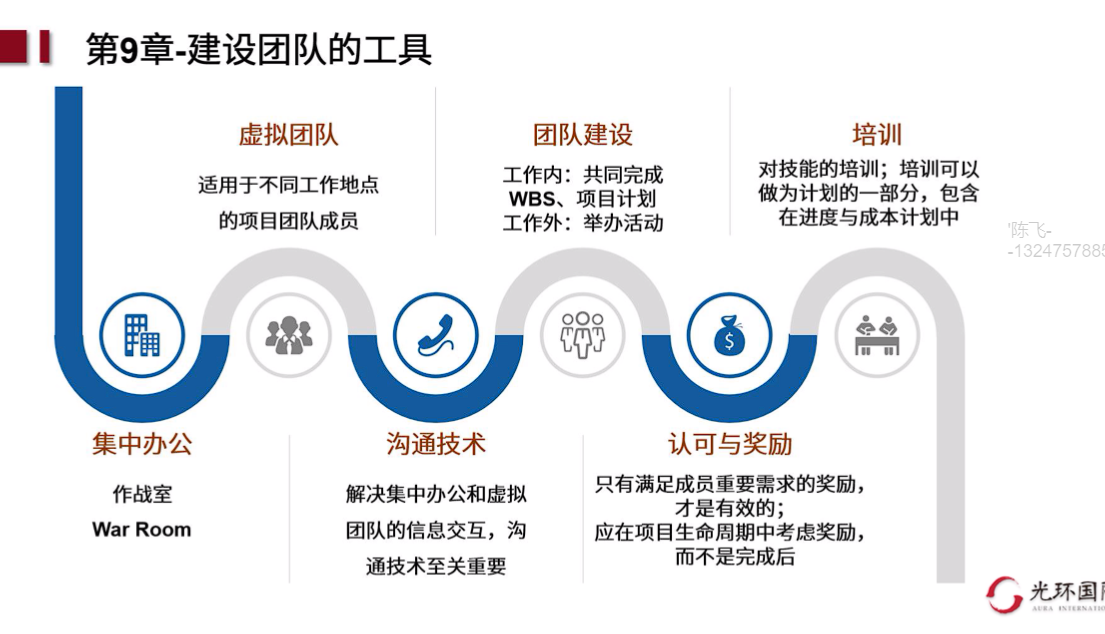 第9章-建设团队的工具
虚拟团队
适用于不同工作地点
的项目团队成员
团队建设
工作内：共同完成
WBS、项目计划
工作外：举办活动
培训
对技能的培训；培训可以
做为计划的一部分，包含
在进度与成本计划中
'陈飞-
-1324757885
$
集中办公
作战室
War Room
沟通技术
解决集中办公和虚拟
团队的信息交互，沟
通技术至关重要
认可与奖励
只有满足成员重要需求的奖励，
才是有效的；
应在项目生命周期中考虑奖励，
而不是完成后
光环国
AURA INTERNATIO